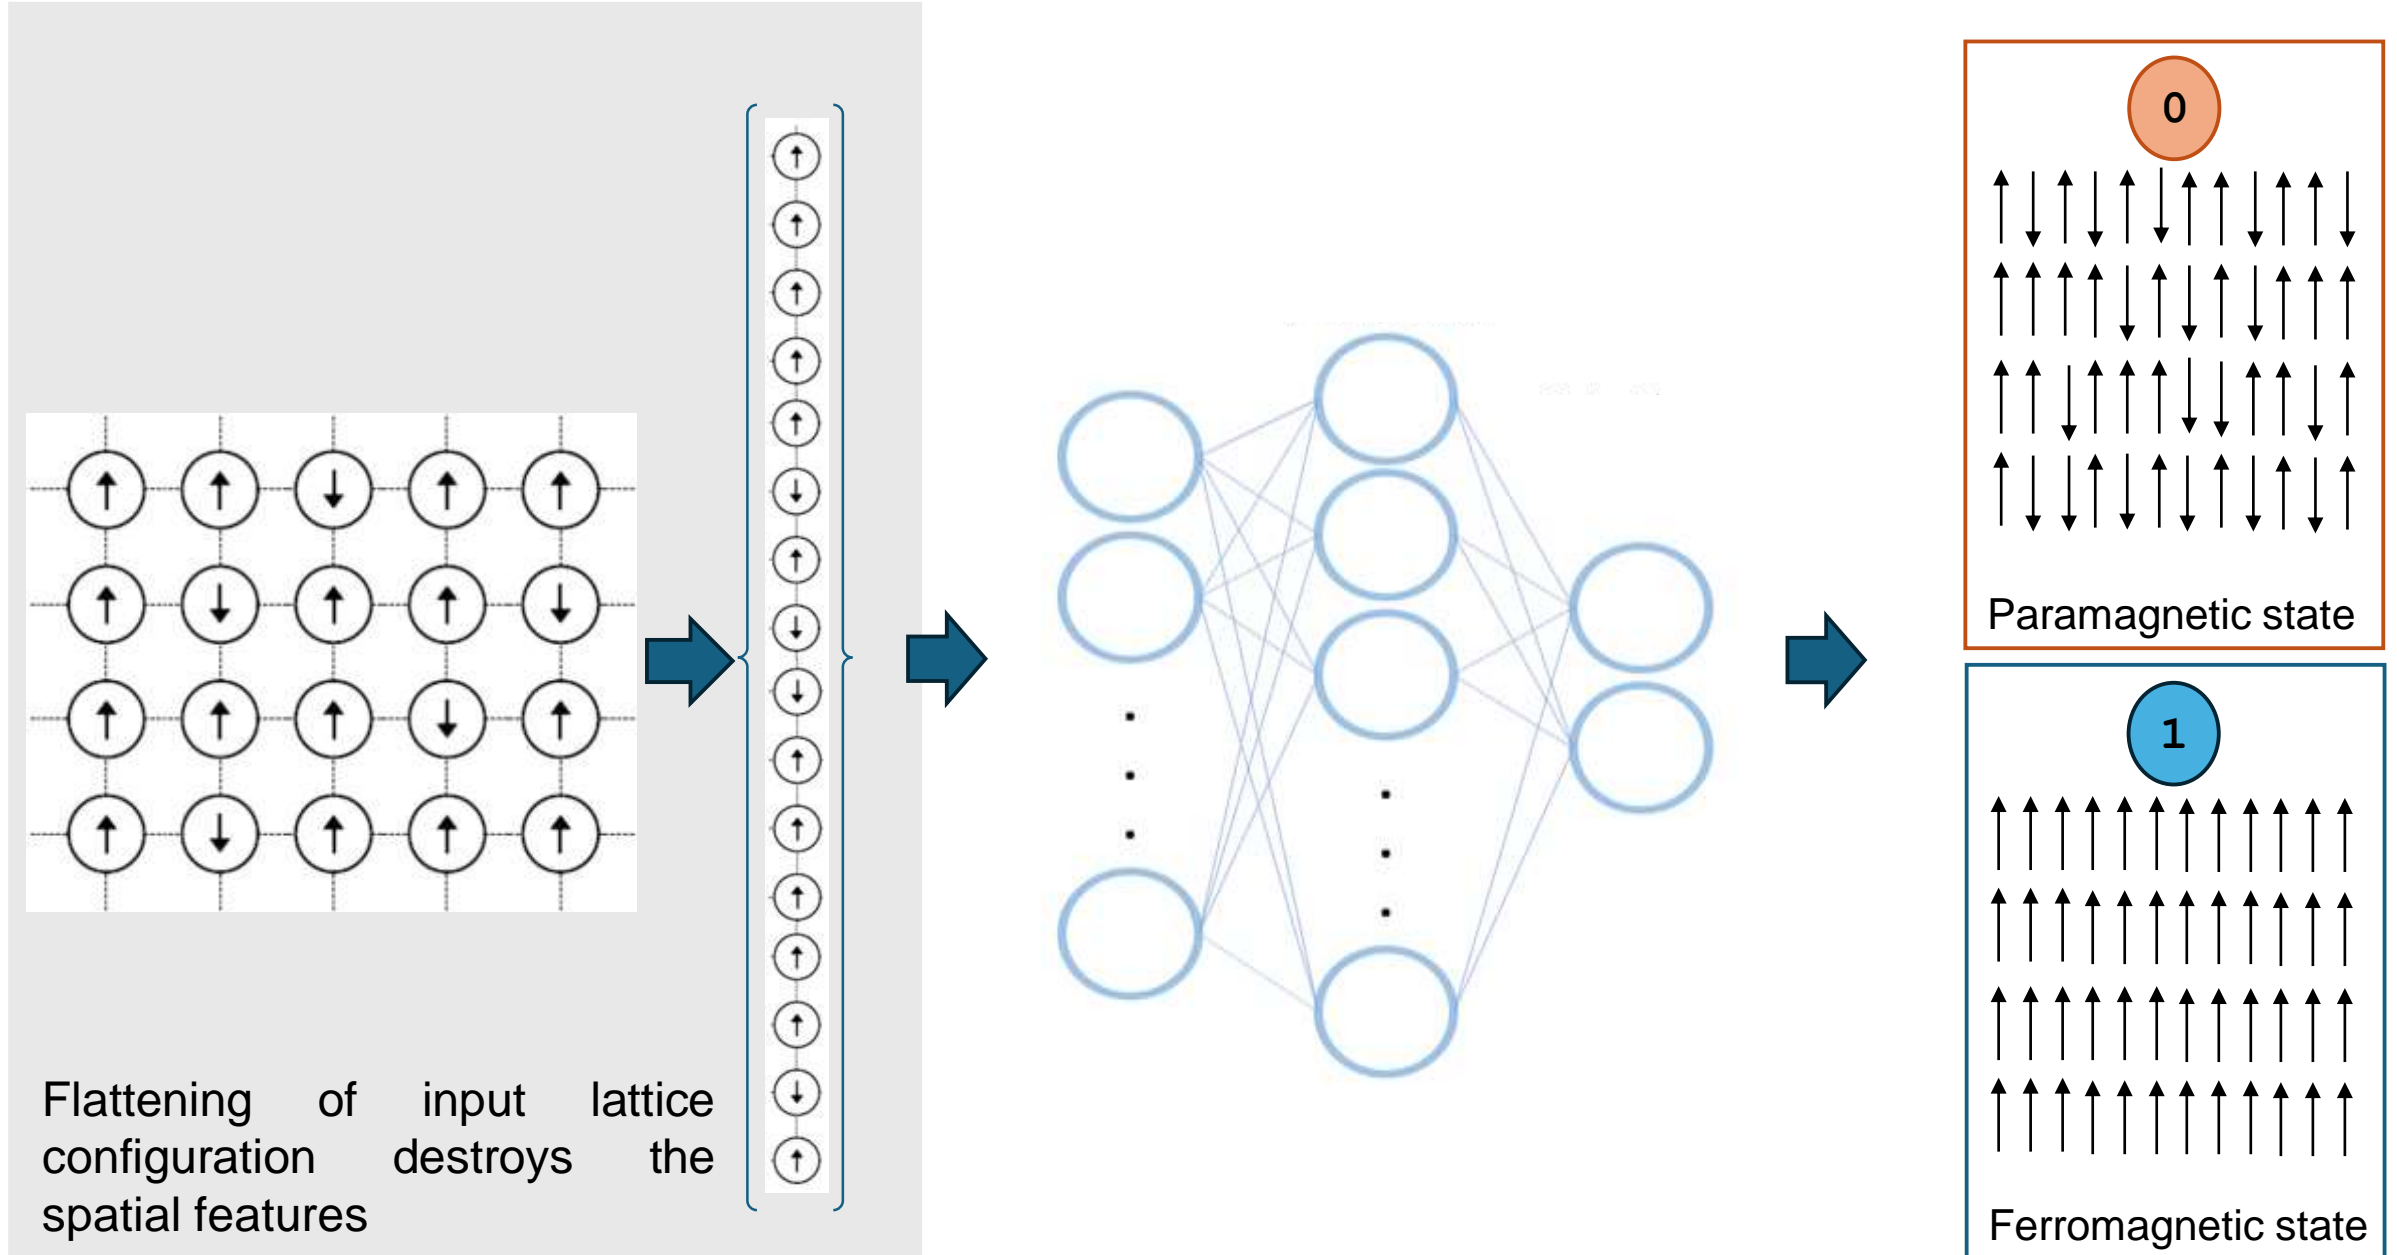 Flattening of input lattice
configuration destroys the
spatial features
0
Paramagnetic state
1
Ferromagnetic state